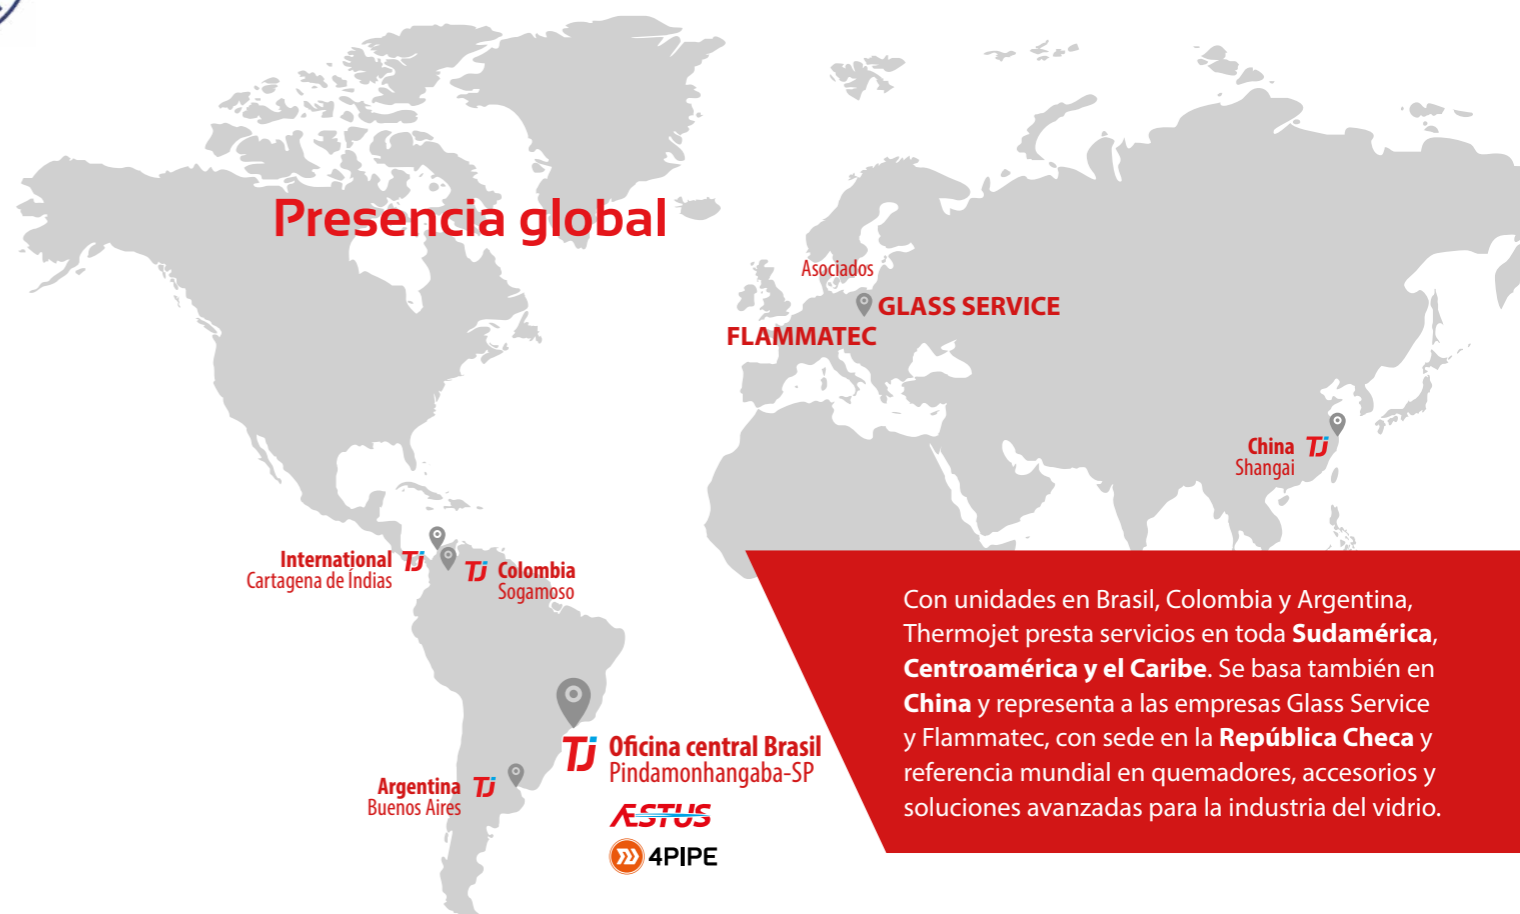 Presencia global
Asociados
GLASS SERVICE
FLAMMATEC
China TJ
Shangai
International TJ
Cartagena de Índias
TJ Colombia
Sogamoso
TJ Oficina central Brasil
Pindamonhangaba-SP
ÆSTUS
4PIPE
Argentina TJ
Buenos Aires
Con unidades en Brasil, Colombia y Argentina,
Thermojet presta servicios en toda Sudamérica,
Centroamérica y el Caribe. Se basa también en
China y representa a las empresas Glass Service
y Flammatec, con sede en la República Checa y
referencia mundial en quemadores, accesorios y
soluciones avanzadas para la industria del vidrio.